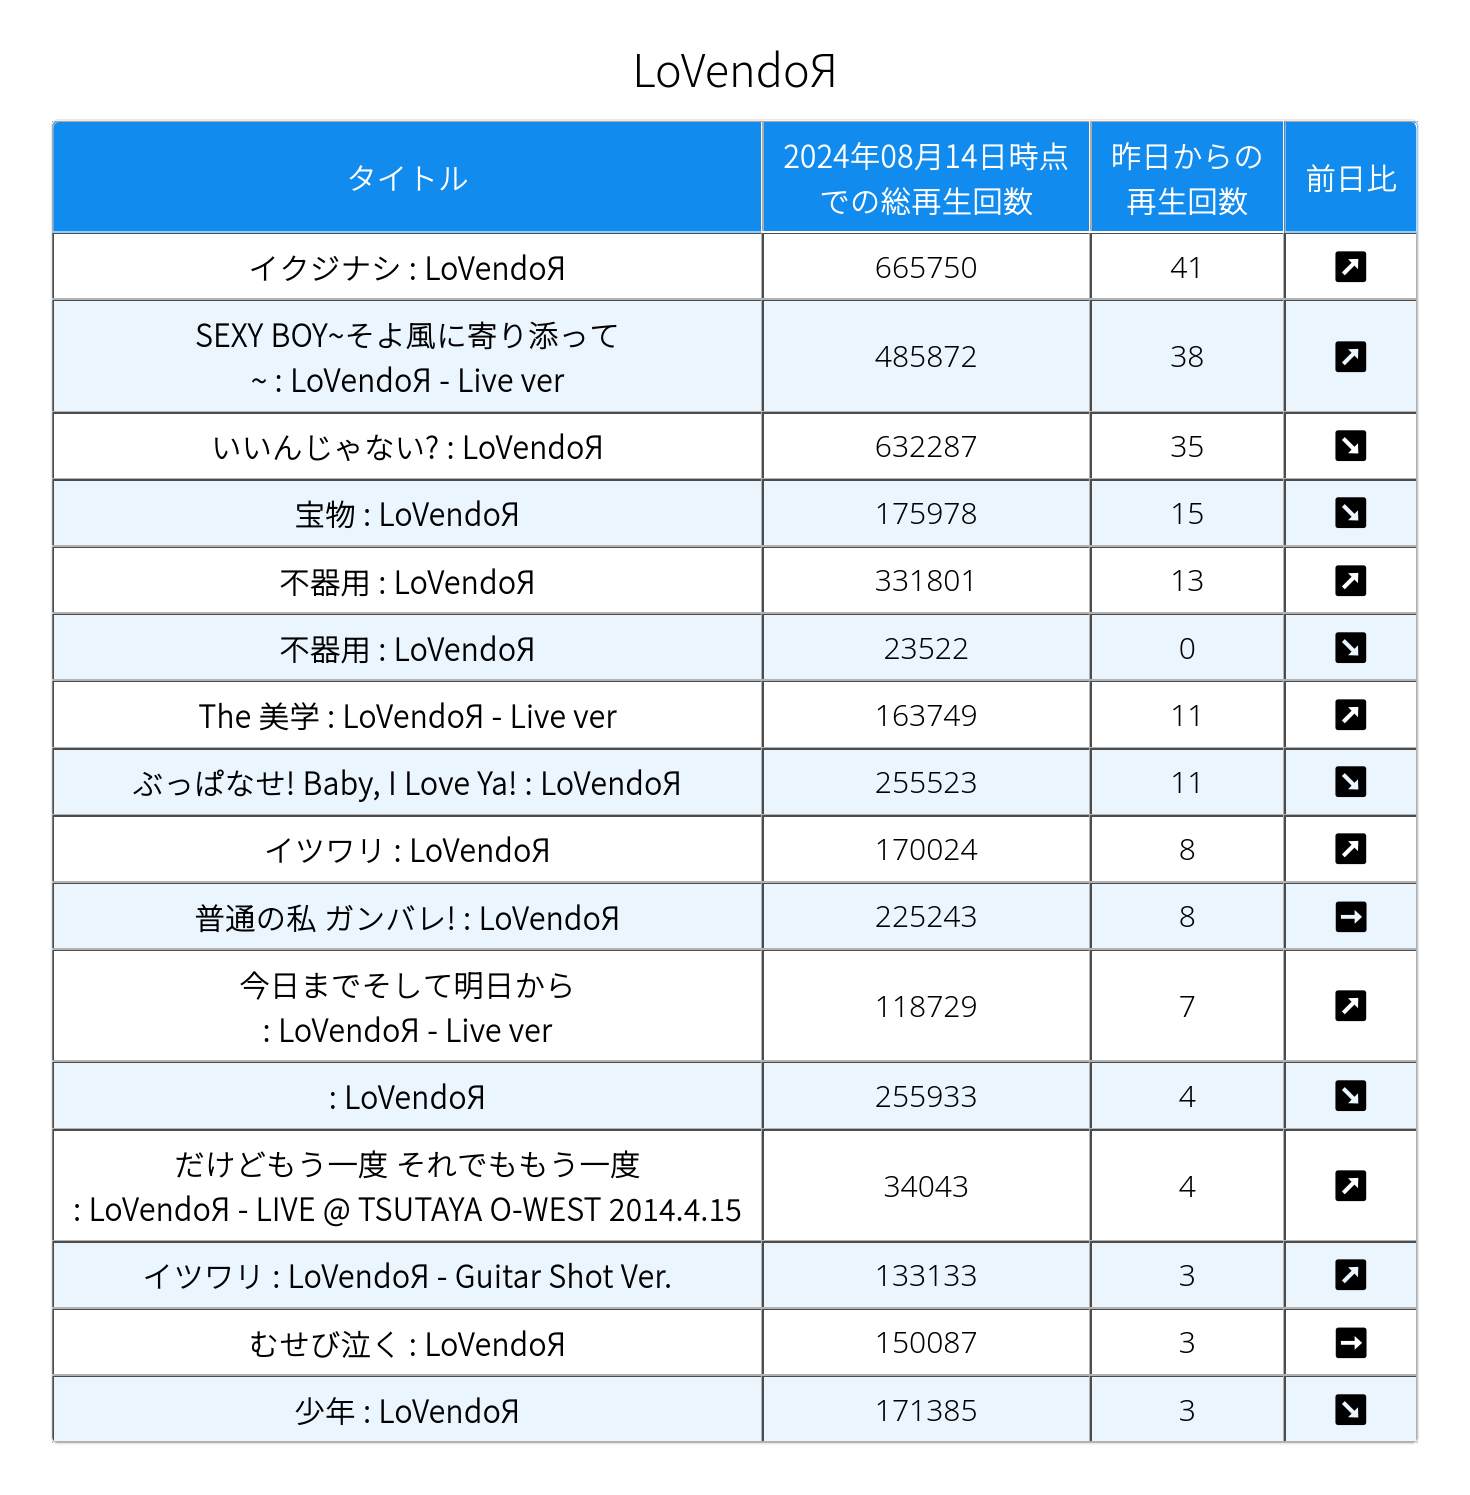 LoVendoЯ
タイトル
2024年08月14日時点
での総再生回数
昨日からの
再生回数
前日比
イクジナシ : LoVendoЯ
665750
41
SEXY BOY~そよ風に寄り添って
~ : LoVendoЯ - Live ver
485872
38
いいんじゃない? : LoVendoЯ
632287
35
宝物 : LoVendoЯ
175978
15
不器用 : LoVendoЯ
331801
13
不器用 : LoVendoЯ
23522
0
The 美学 : LoVendoЯ - Live ver
163749
11
ぶっぱなせ! Baby, I Love Ya! : LoVendoЯ
255523
11
イツワリ : LoVendoЯ
170024
8
普通の私 ガンバレ! : LoVendoЯ
225243
8
今日までそして明日から
: LoVendoЯ - Live ver
118729
7
: LoVendoЯ
255933
4
だけどもう一度 それでももう一度
: LoVendoЯ - LIVE @ TSUTAYA O-WEST 2014.4.15
34043
4
イツワリ : LoVendoЯ - Guitar Shot Ver.
133133
3
むせび泣く : LoVendoЯ
150087
3
少年 : LoVendoЯ
171385
3